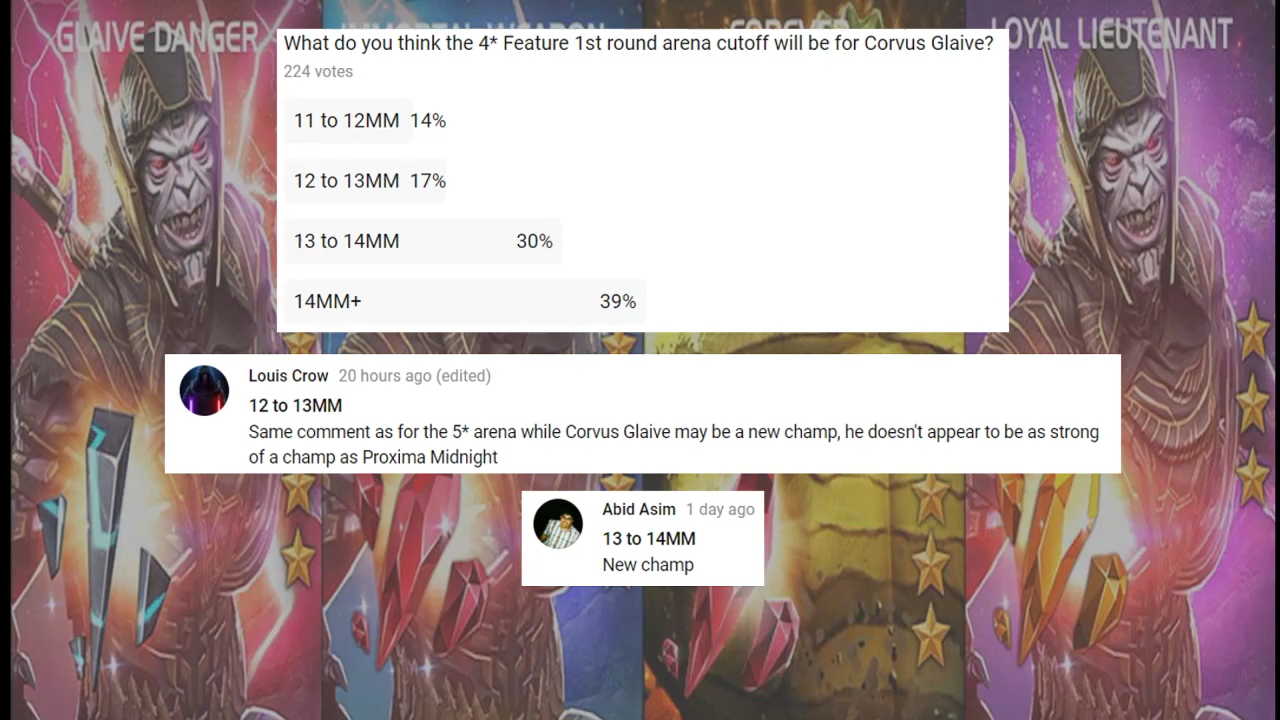 GLAIVE DANGER
IMMORTAL WEAPON
FOREVER
LOYAL LIEUTENANT
What do you think the 4* Feature 1st round arena cutoff will be for Corvus Glaive?
224 votes
11 to 12MM 14%
12 to 13MM 17%
13 to 14MM 30%
14MM+ 39%
Louis Crow 20 hours ago (edited)
12 to 13MM
Same comment as for the 5* arena while Corvus Glaive may be a new champ, he doesn't appear to be as strong
of a champ as Proxima Midnight
Abid Asim 1 day ago
13 to 14MM
New champ